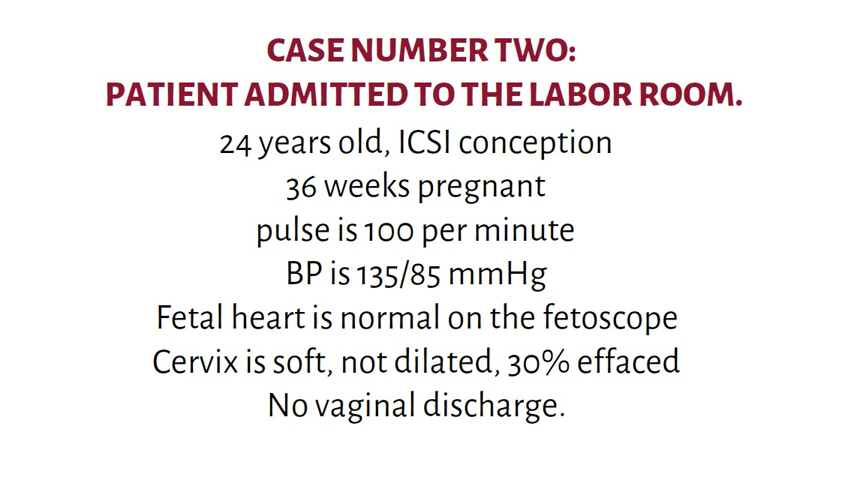 CASE NUMBER TWO:
PATIENT ADMITTED TO THE LABOR ROOM.
24 years old, ICSI conception
36 weeks pregnant
pulse is 100 per minute
BP is 135/85 mmHg
Fetal heart is normal on the fetoscope
Cervix is soft, not dilated, 30% effaced
No vaginal discharge.